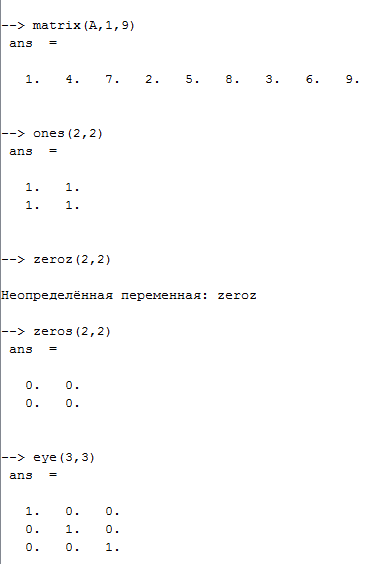 --> matrix(A,1,9)
ans  =
1.   4.   7.   2.   5.   8.   3.   6.   9.
--> ones(2,2)
ans  =
1.   1.
1.   1.
--> zeroz(2,2)
Неопределённая переменная: zeroz
--> zeros(2,2)
ans  =
0.   0.
0.   0.
--> eye(3,3)
ans  =
1.   0.   0.
0.   1.   0.
0.   0.   1.